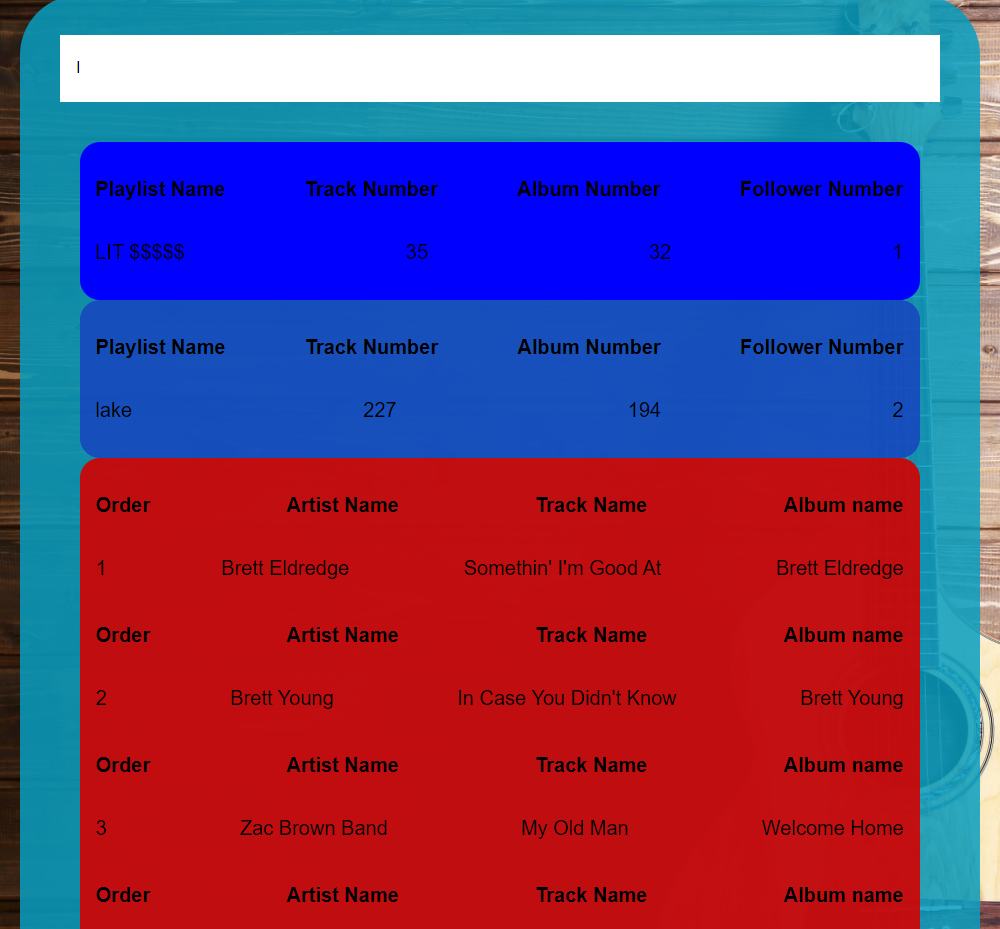 l
Playlist Name Track Number Album Number Follower Number
LIT $$$$$ 35 32 1
Playlist Name Track Number Album Number Follower Number
lake 227 194 2
Order Artist Name Track Name Album name
1 Brett Eldredge Somethin' I'm Good At Brett Eldredge
Order Artist Name Track Name Album name
2 Brett Young In Case You Didn't Know Brett Young
Order Artist Name Track Name Album name
3 Zac Brown Band My Old Man Welcome Home
Order Artist Name Track Name Album name